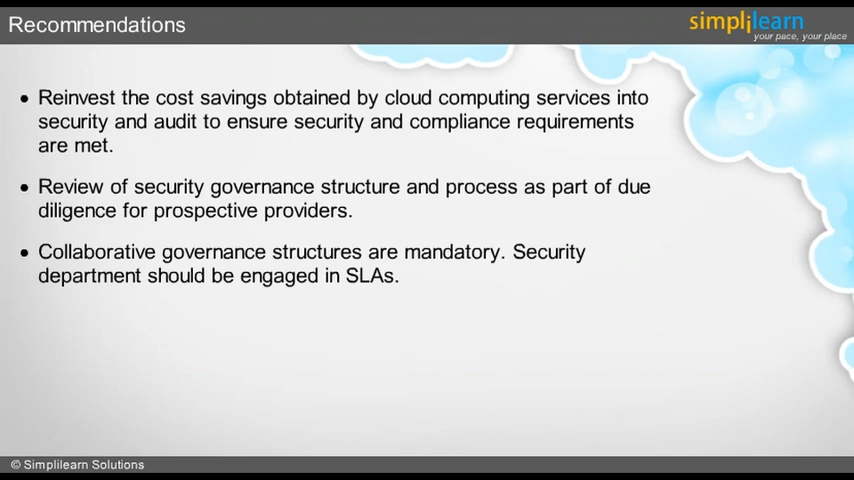 Recommendations
simplilearn
your pace, your place
• Reinvest the cost savings obtained by cloud computing services into
security and audit to ensure security and compliance requirements
are met.
• Review of security governance structure and process as part of due
diligence for prospective providers.
• Collaborative governance structures are mandatory. Security
department should be engaged in SLAs.
© Simplilearn Solutions